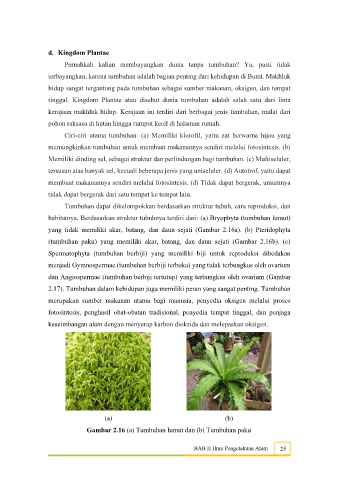 d. Kingdom Plantae
Pernahkah kalian membayangkan dunia tanpa tumbuhan? Ya, pasti tidak
terbayangkan, karena tumbuhan adalah bagian penting dari kehidupan di Bumi. Makhluk
hidup sangat tergantung pada tumbuhan sebagai sumber makanan, oksigen, dan tempat
tinggal. Kingdom Plantae atau disebut dunia tumbuhan adalah salah satu dari lima
kerajaan makhluk hidup. Kerajaan ini terdiri dari berbagai jenis tumbuhan, mulai dari
pohon raksasa di hutan hingga rumput kecil di halaman rumah.
Ciri-ciri utama tumbuhan: (a) Memiliki klorofil, yaitu zat berwarna hijau yang
memungkinkan tumbuhan untuk membuat makanannya sendiri melalui fotosintesis. (b)
Memiliki dinding sel, sebagai struktur dan perlindungan bagi tumbuhan. (c) Multiseluler,
tersusun atas banyak sel, kecuali beberapa jenis yang uniseluler. (d) Autotrof, yaitu dapat
membuat makanannya sendiri melalui fotosintesis. (d) Tidak dapat bergerak, umumnya
tidak dapat bergerak dari satu tempat ke tempat lain.
Tumbuhan dapat dikelompokkan berdasarkan struktur tubuh, cara reproduksi, dan
habitatnya. Berdasarkan struktur tubuhnya terdiri dari: (a) Bryophyta (tumbuhan lumut)
yang tidak memiliki akar, batang, dan daun sejati (Gambar 2.16a). (b) Pteridophyta
(tumbuhan paku) yang memiliki akar, batang, dan daun sejati (Gambar 2.16b). (c)
Spermatophyta (tumbuhan berbiji) yang memiliki biji untuk reproduksi dibedakan
menjadi Gymnospermae (tumbuhan berbiji terbuka) yang tidak terbungkus oleh ovarium
dan Angiospermae (tumbuhan berbiji tertutup) yang terbungkus oleh ovarium (Gambar
2.17). Tumbuhan dalam kehidupan juga memiliki peran yang sangat penting. Tumbuhan
merupakan sumber makanan utama bagi manusia, penyedia oksigen melalui proses
fotosintesis, penghasil obat-obatan tradisional, penyedia tempat tinggal, dan penjaga
keseimbangan alam dengan menyerap karbon dioksida dan melepaskan oksigen.
(a) (b)
Gambar 2.16 (a) Tumbuhan lumut dan (b) Tumbuhan paku
BAB II Ilmu Pengetahuan Alam 25